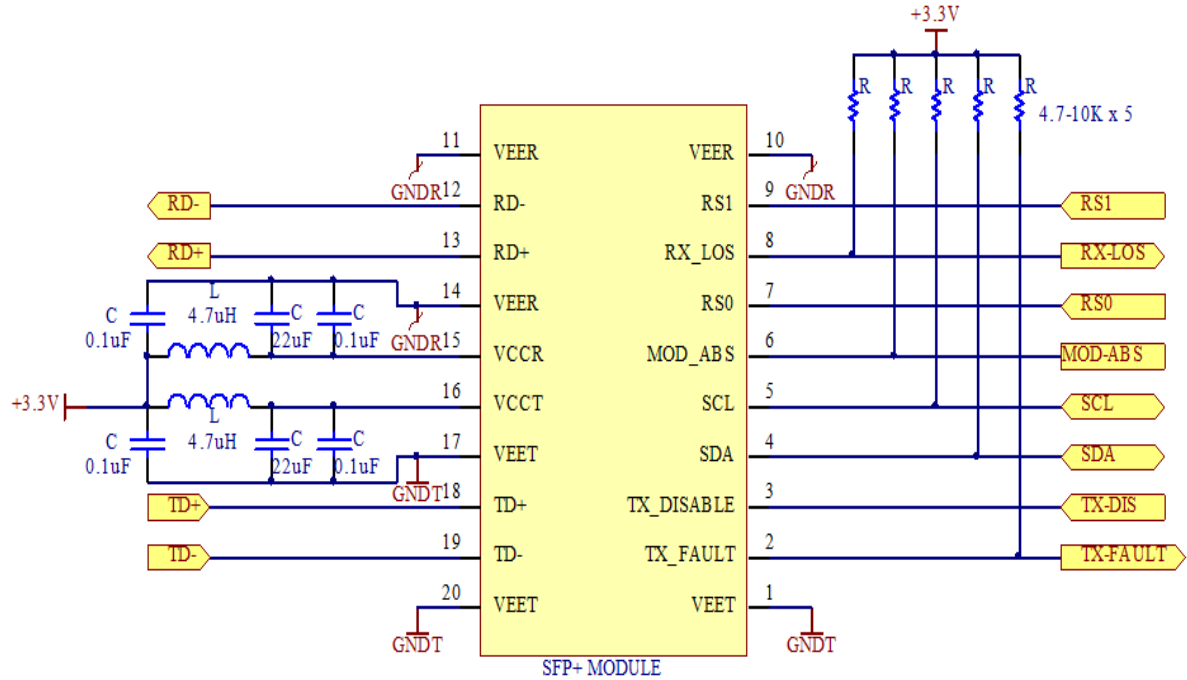 +3.3V
R R R R R
4.7-10K x 5
11 VEER VEER 10
GNDR GNDR
RD- 12 RD- RS1 9 RS1
RD+ 13 RD+ RX_LOS 8 RX-LOS
L
C 4.7uH C C 14 VEER RS0 7 RS0
0.1uF 22uF 0.1uF GNDR 15 VCCR MOD_ABS 6 MOD-ABS
+3.3V 16 VCCT SCL 5 SCL
L
C 4.7uH C C 17 VEET SDA 4 SDA
0.1uF 22uF 0.1uF
GNDT
TD+ 18 TD+ TX_DISABLE 3 TX-DIS
TD- 19 TD- TX_FAULT 2 TX-FAULT
20 VEET VEET 1
GNDT GNDT
SFP+ MODULE